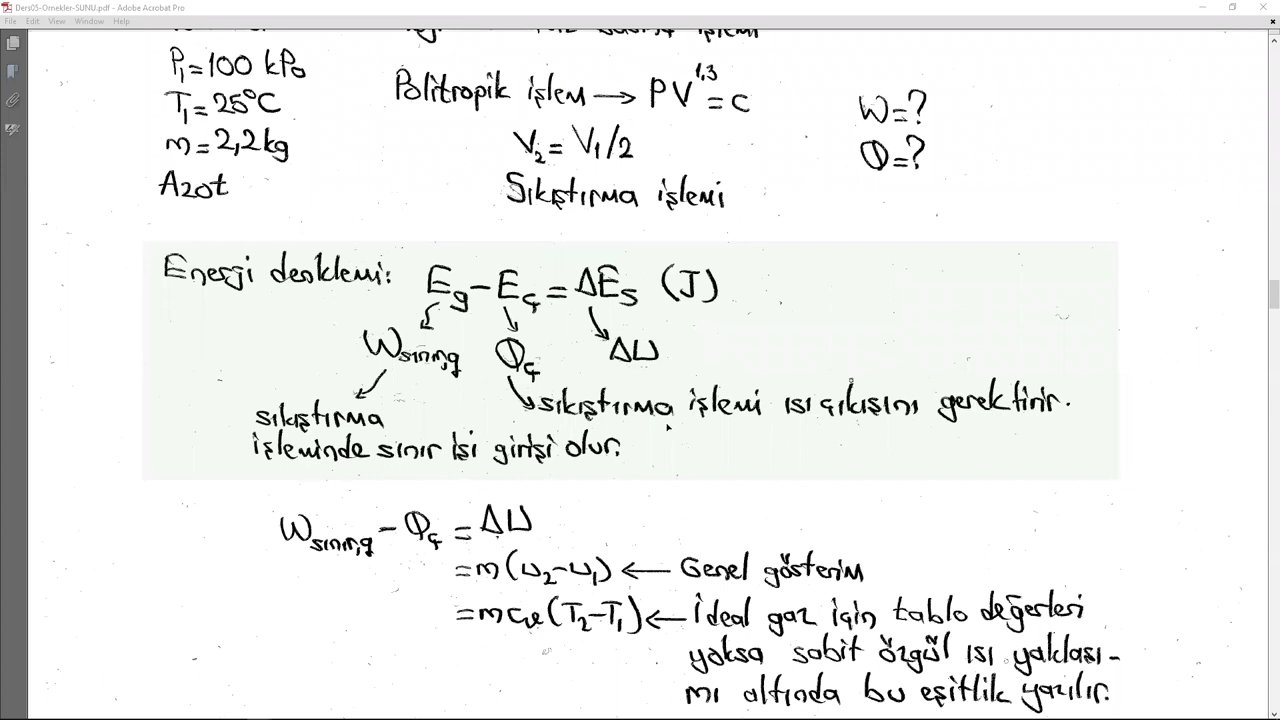 Ders05-Ornekler-SUNU.pdf - Adobe Acrobat Pro
File Edit View Window Help
P₁=100 kPa
T₁=25°C
m=2,2kg
Azot
Politropik işlem → PV^1,3=c
V₂=V₁/2
Sıkıştırma işlemi
W=?
Q=?
Enerji denklemi: Eg-Eç=ΔEs (J)
Wsınır,g Qç ΔU
sıkıştırma işlemi ısı çıkışını gerektirir.
sıkıştırma
işleminde sınır işi girişi olur.
Wsınır,g-Qç=ΔU
=m(u₂-u₁) ← Genel gösterim
=mcv(T₂-T₁) ← İdeal gaz için tablo değerleri
yoksa sabit özgül ısı yaklaşı-
mı altında bu eşitlik yazılır.